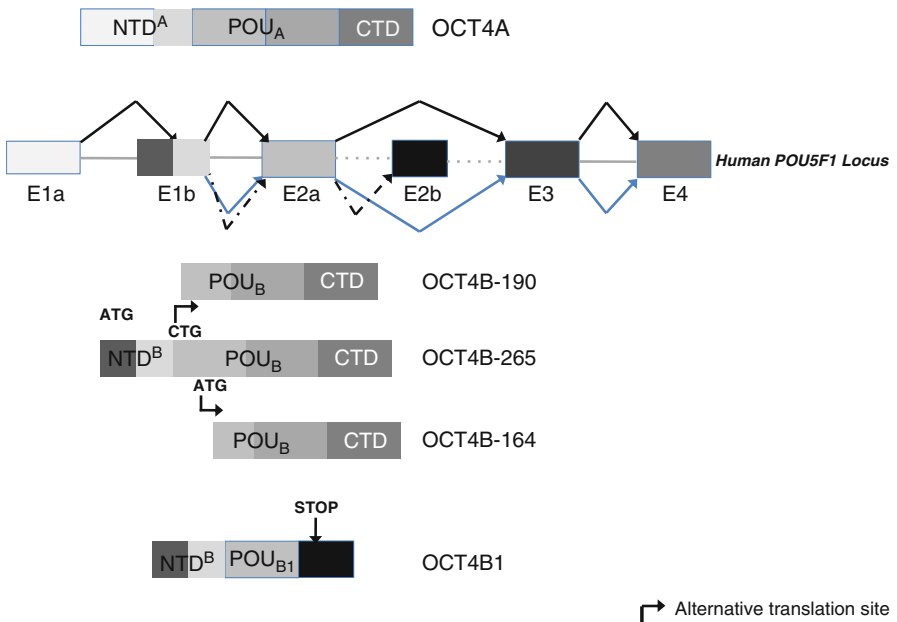 NTDA POUA CTD OCT4A
Human POU5F1 Locus
E1a E1b E2a E2b E3 E4
POUB CTD OCT4B-190
ATG
CTG
NTDB POUB CTD OCT4B-265
ATG
POUB CTD OCT4B-164
STOP
NTDB POUB1 OCT4B1
Alternative translation site